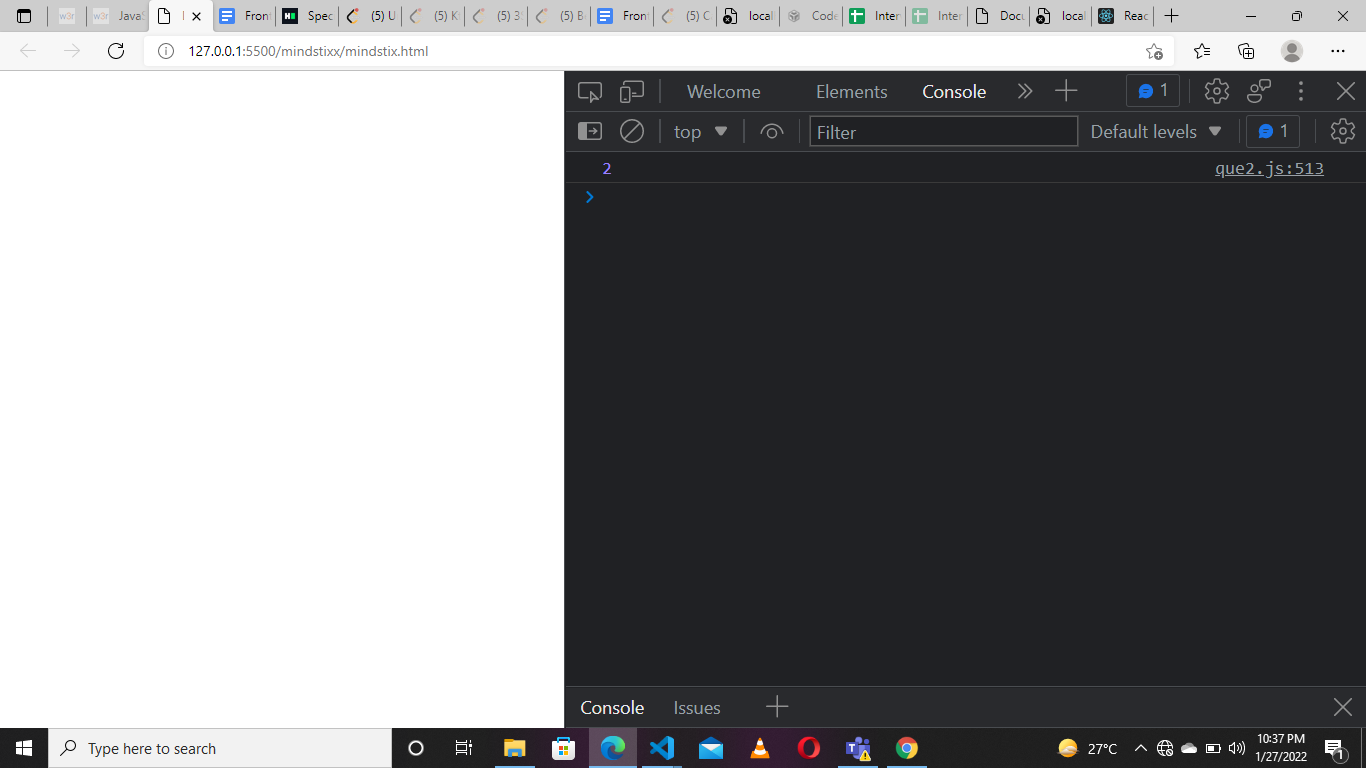 w3r JavaS Fron Spec (5) U (5) K (5) 3 (5) B Fron (5) C local Code Inter Inter Docu local Reac
127.0.0.1:5500/mindstixx/mindstix.html
Welcome Elements Console 1
top Filter Default levels 1
2 que2.js:513
Console Issues
Type here to search 27°C 10:37 PM
1/27/2022 1